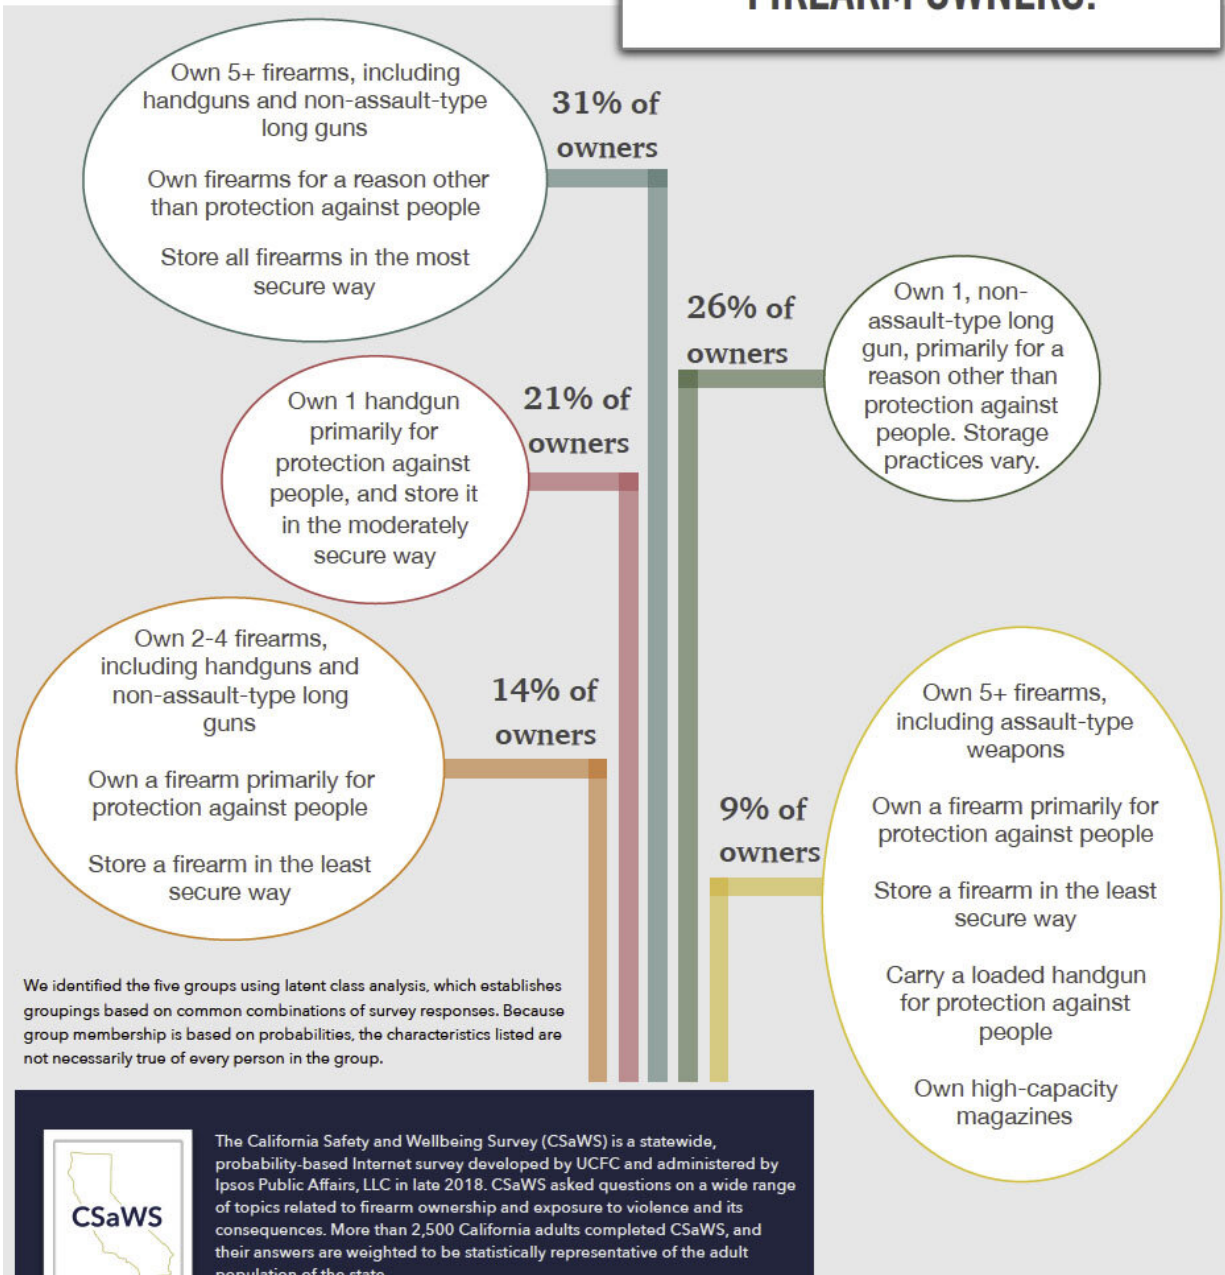 FIREARM OWNERS:
Own 5+ firearms, including
handguns and non-assault-type
long guns
Own firearms for a reason other
than protection against people
Store all firearms in the most
secure way
31% of
owners
26% of
owners
Own 1, non-
assault-type long
gun, primarily for a
reason other than
protection against
people. Storage
practices vary.
21% of
owners
Own 1 handgun
primarily for
protection against
people, and store it
in the moderately
secure way
14% of
owners
Own 2-4 firearms,
including handguns and
non-assault-type long
guns
Own a firearm primarily for
protection against people
Store a firearm in the least
secure way
9% of
owners
Own 5+ firearms,
including assault-type
weapons
Own a firearm primarily for
protection against people
Store a firearm in the least
secure way
Carry a loaded handgun
for protection against
people
Own high-capacity
magazines
We identified the five groups using latent class analysis, which establishes
groupings based on common combinations of survey responses. Because
group membership is based on probabilities, the characteristics listed are
not necessarily true of every person in the group.
CSaWS
The California Safety and Wellbeing Survey (CSaWS) is a statewide,
probability-based Internet survey developed by UCFC and administered by
Ipsos Public Affairs, LLC in late 2018. CSaWS asked questions on a wide range
of topics related to firearm ownership and exposure to violence and its
consequences. More than 2,500 California adults completed CSaWS, and
their answers are weighted to be statistically representative of the adult
population of the state.